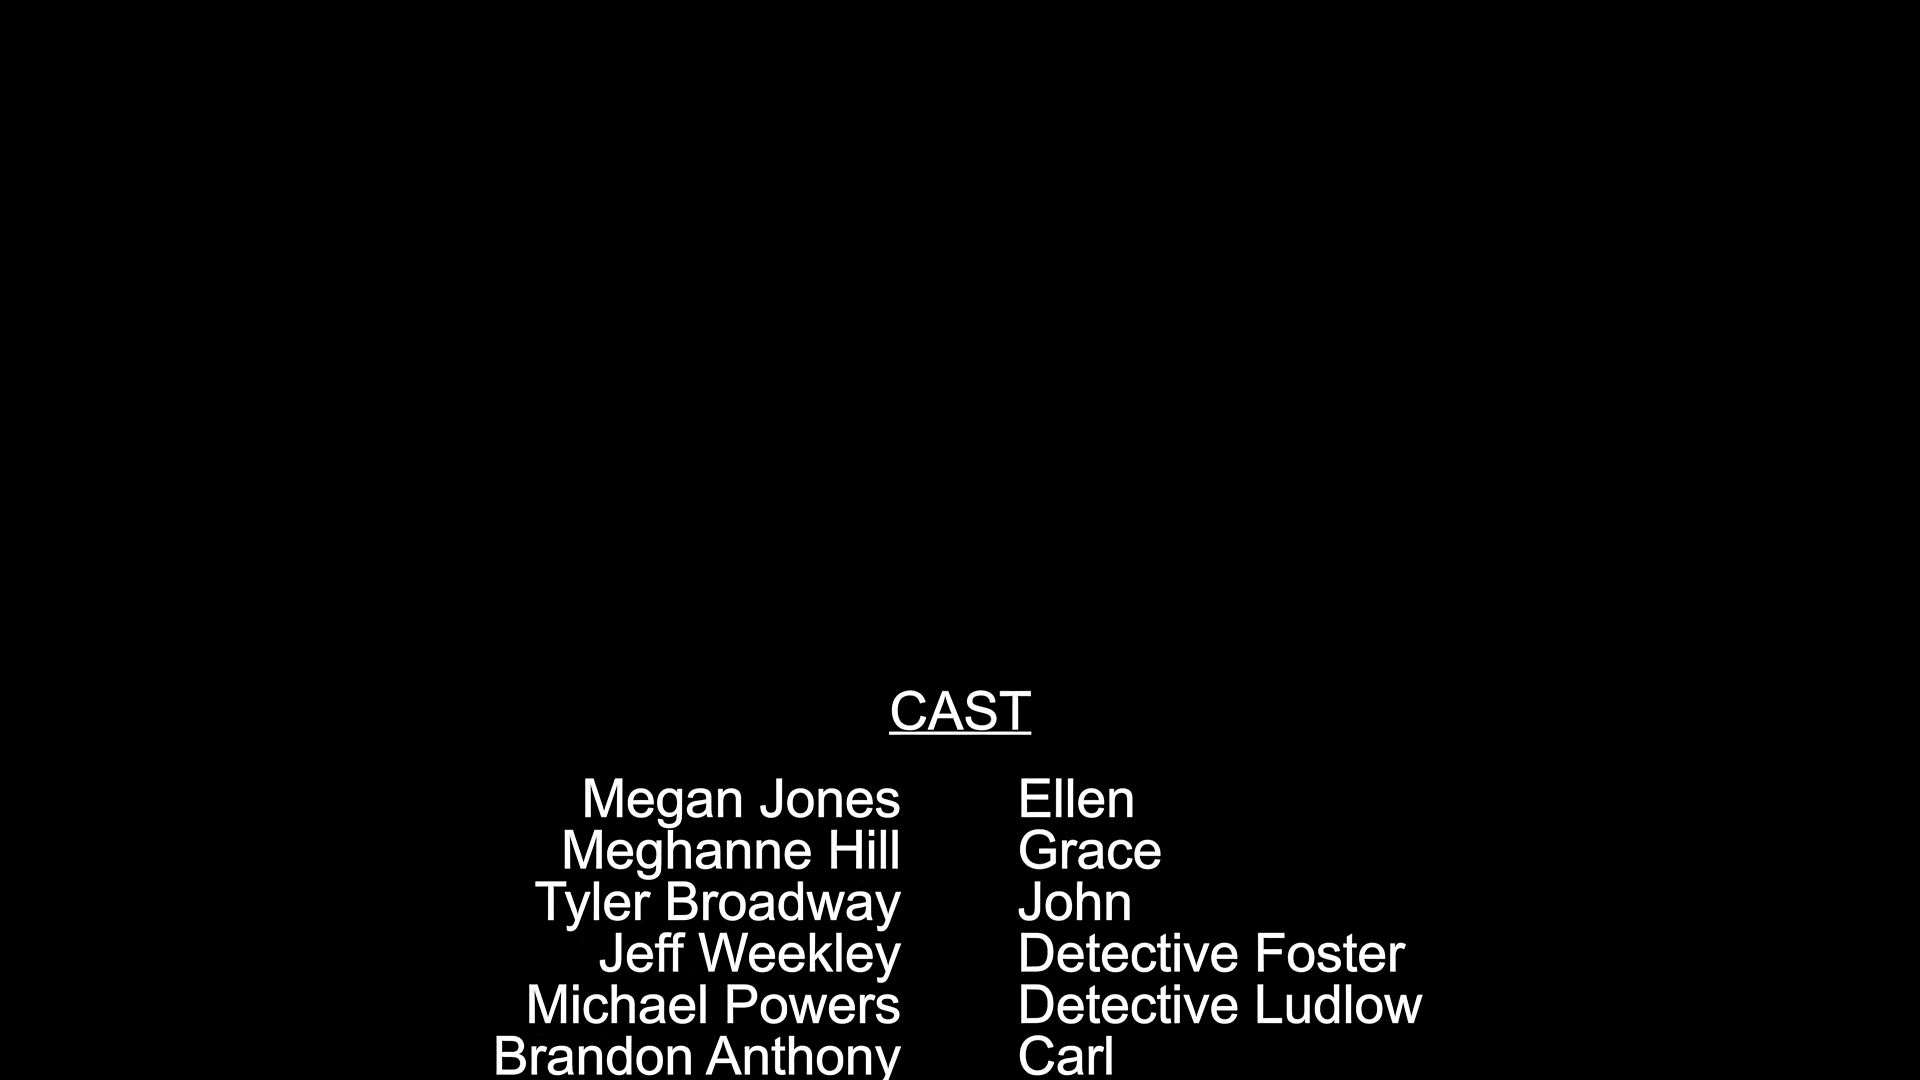 CAST
Megan Jones Ellen
Meghanne Hill Grace
Tyler Broadway John
Jeff Weekley Detective Foster
Michael Powers Detective Ludlow
Brandon Anthony Carl